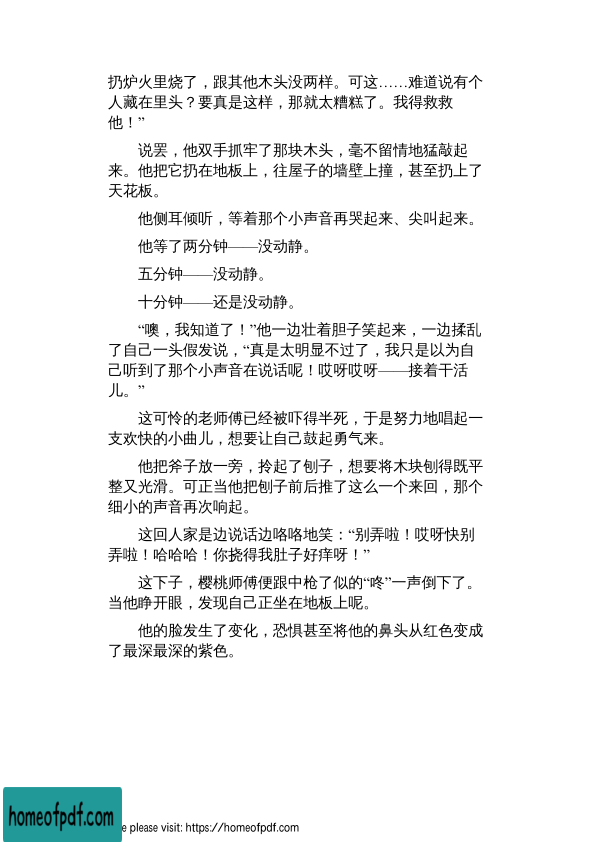 扔炉火里烧了，跟其他木头没两样。可这……难道说有个
人藏在里头？要真是这样，那就太糟糕了。我得救救
他！”
说罢，他双手抓牢了那块木头，毫不留情地猛敲起
来。他把它扔在地板上，往屋子的墙壁上撞，甚至扔上了
天花板。
他侧耳倾听，等着那个小声音再哭起来、尖叫起来。
他等了两分钟——没动静。
五分钟——没动静。
十分钟——还是没动静。
“噢，我知道了！”他一边壮着胆子笑起来，一边揉乱
了自己一头假发说，“真是太明显不过了，我只是以为自
己听到了那个小声音在说话呢！哎呀哎呀——接着干活
儿。”
这可怜的老师傅已经被吓得半死，于是努力地唱起一
支欢快的小曲儿，想要让自己鼓起勇气来。
他把斧子放一旁，拎起了刨子，想要将木块刨得既平
整又光滑。可正当他把刨子前后推了这么一个来回，那个
细小的声音再次响起。
这回人家是边说话边咯咯地笑：“别弄啦！哎呀快别
弄啦！哈哈哈！你挠得我肚子好痒呀！”
这下子，樱桃师傅便跟中枪了似的“咚”一声倒下了。
当他睁开眼，发现自己正坐在地板上呢。
他的脸发生了变化，恐惧甚至将他的鼻头从红色变成
了最深最深的紫色。
homeofpdf.com
please visit: https://homeofpdf.com